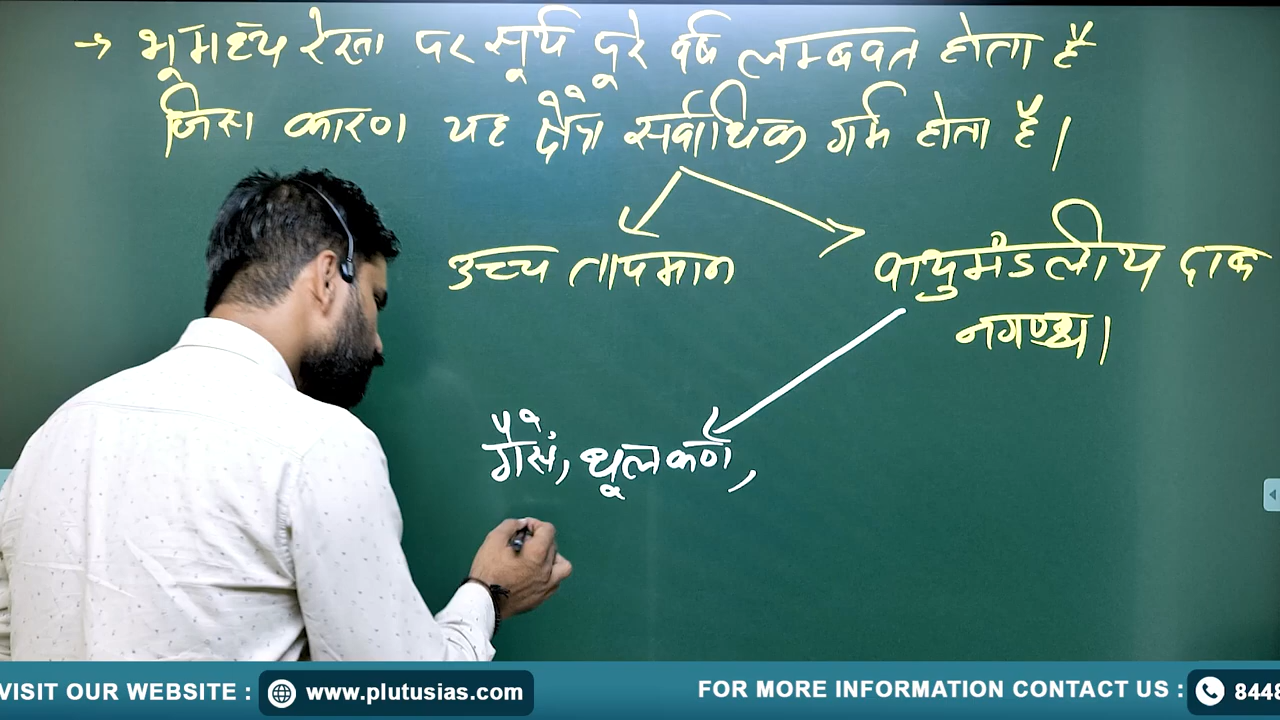 → भूमध्य रेखा पर सूर्य पूरे वर्ष लम्बवत होता है
जिस कारण यह क्षेत्र सर्वाधिक गर्म होता है।
उच्च तापमान
वायुमंडलीय दाब
नगण्य।
गैसें, धूलकण,
VISIT OUR WEBSITE : www.plutusias.com
FOR MORE INFORMATION CONTACT US : 8448